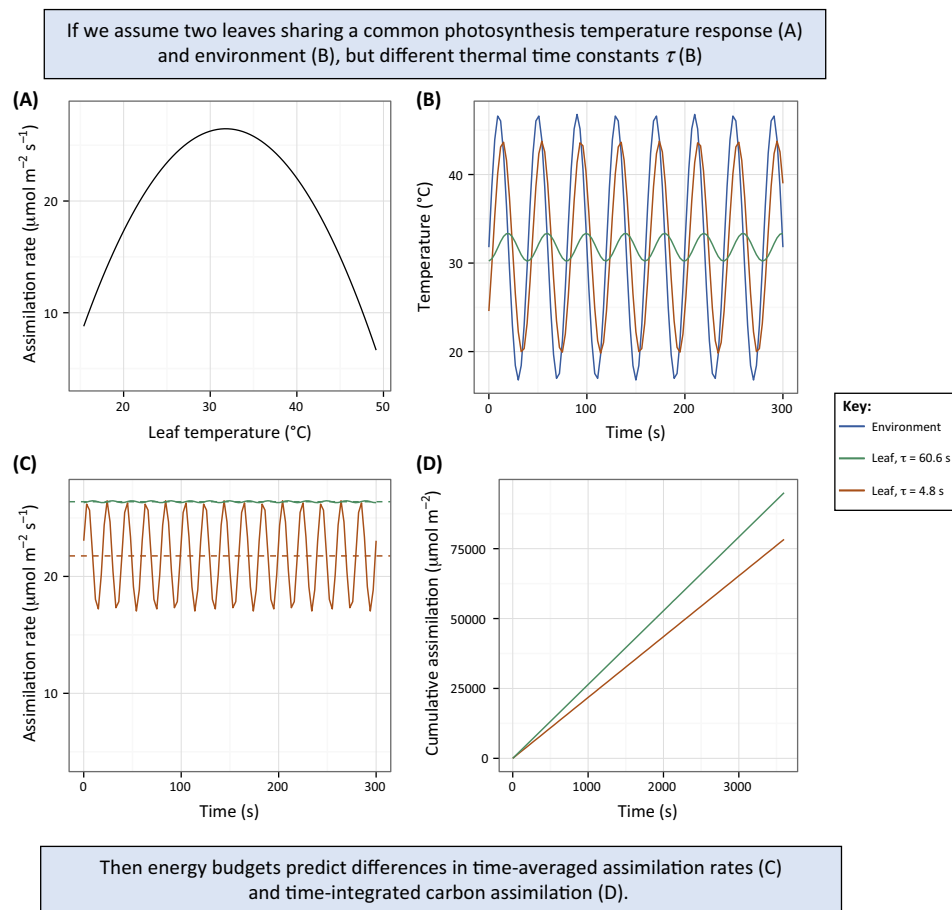 If we assume two leaves sharing a common photosynthesis temperature response (A)
and environment (B), but different thermal time constants τ (B)
(A)
Assimilation rate (μmol m⁻² s⁻¹)
20
10
20
30
40
50
Leaf temperature (°C)
(B)
Temperature (°C)
40
30
20
0
100
200
300
Time (s)
Key:
Environment
Leaf, τ = 60.6 s
Leaf, τ = 4.8 s
(C)
Assimilation rate (μmol m⁻² s⁻¹)
20
10
0
100
200
300
Time (s)
(D)
Cumulative assimilation (μmol m⁻²)
75000
50000
25000
0
0
1000
2000
3000
Time (s)
Then energy budgets predict differences in time-averaged assimilation rates (C)
and time-integrated carbon assimilation (D).